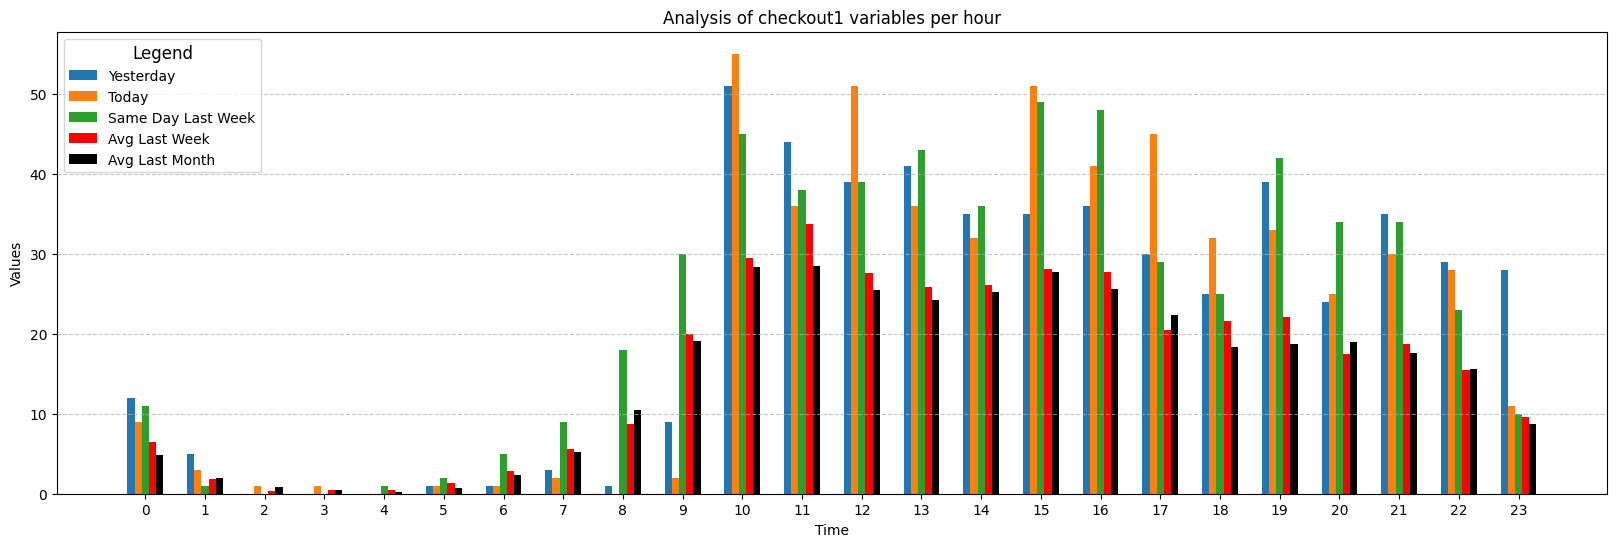 Analysis of checkout1 variables per hour
Legend
Yesterday
Today
Same Day Last Week
Avg Last Week
Avg Last Month
Values
50
40
30
20
10
0
0 1 2 3 4 5 6 7 8 9 10 11 12 13 14 15 16 17 18 19 20 21 22 23
Time